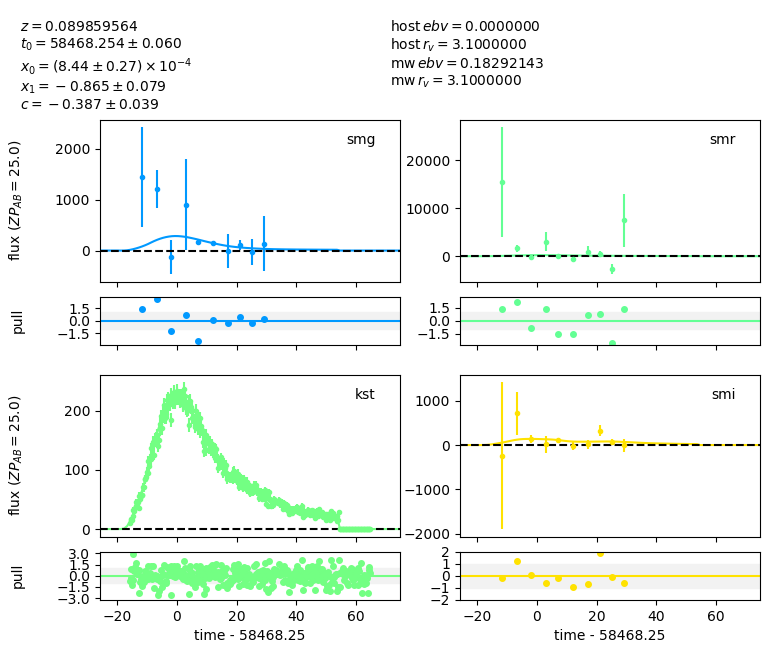 z = 0.089859564
t₀ = 58468.254 ± 0.060
x₀ = (8.44 ± 0.27) × 10⁻⁴
x₁ = −0.865 ± 0.079
c = −0.387 ± 0.039
host ebv = 0.0000000
host r_v = 3.1000000
mw ebv = 0.18292143
mw r_v = 3.1000000
smg
flux (ZP_AB = 25.0)
2000
1000
0
pull
1.5
0.0
−1.5
smr
20000
10000
0
1.5
0.0
−1.5
kst
flux (ZP_AB = 25.0)
200
100
0
pull
3.0
1.5
0.0
−1.5
−3.0
−20
0
20
40
60
time - 58468.25
smi
1000
0
−1000
−2000
2
1
0
−1
−2
−20
0
20
40
60
time - 58468.25